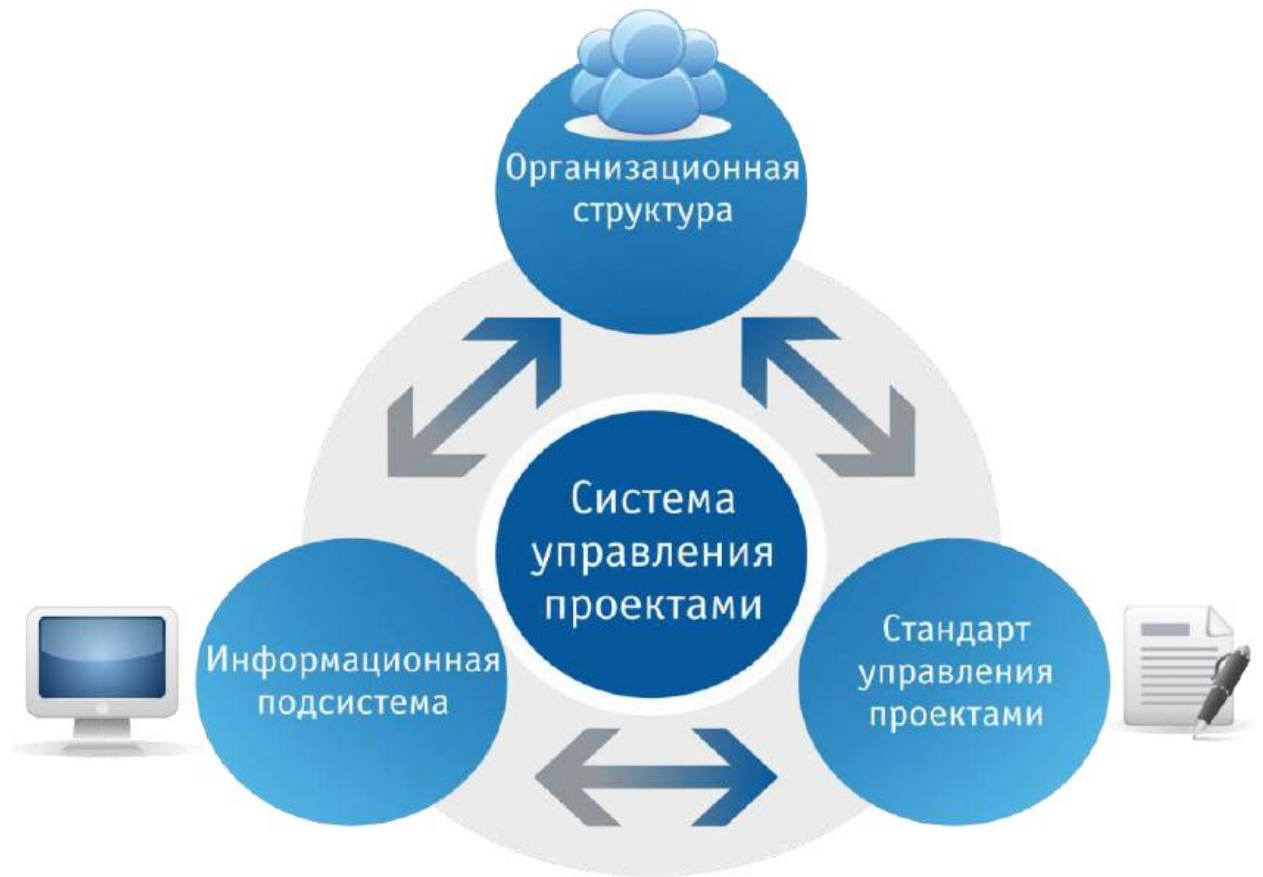 Организационная
структура
Система
управления
проектами
Информационная
подсистема
Стандарт
управления
проектами